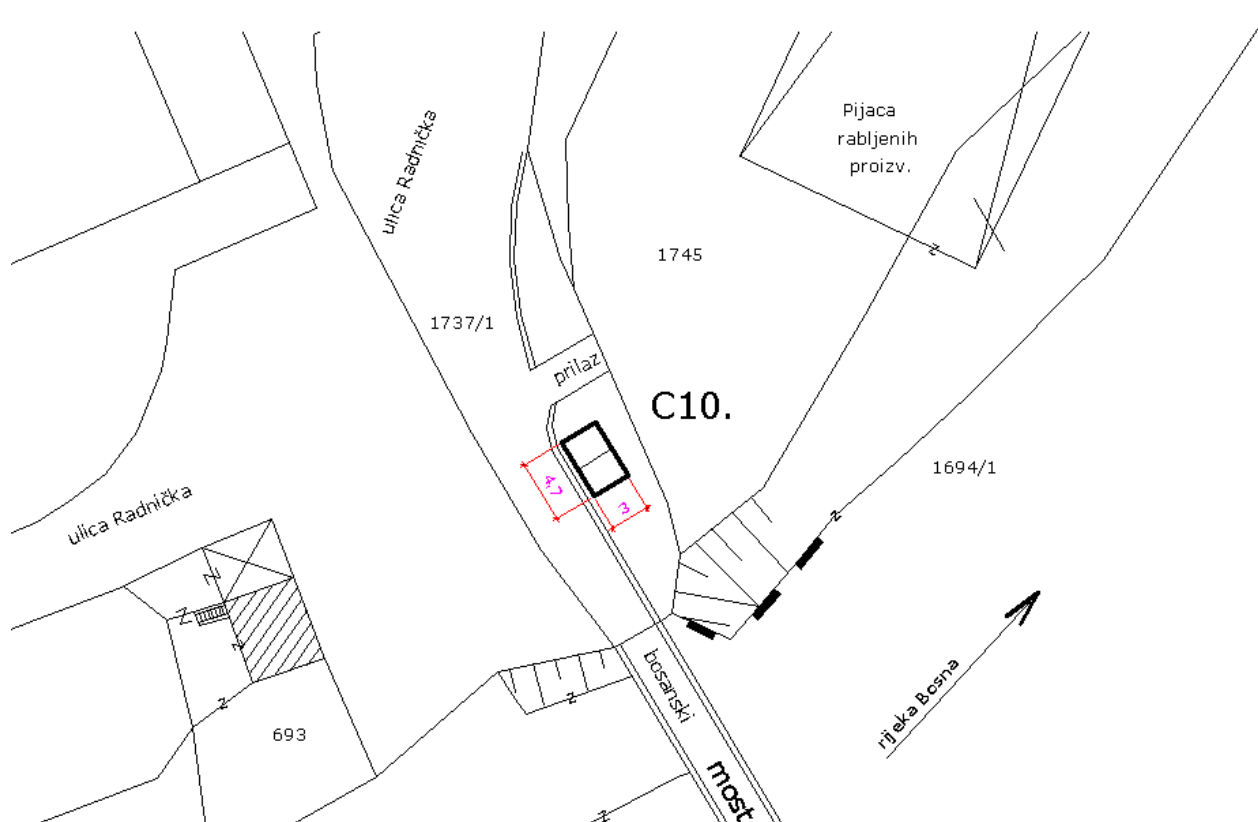 Pijaca
rabljenih
proizv.
ulica Radnička
1745
1737/1
prilaz
C10.
1694/1
4,7
3
ulica Radnička
bosanski
most
rijeka Bosna
693